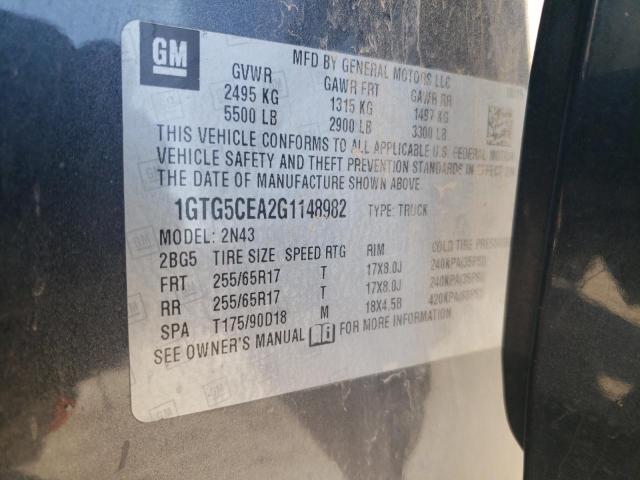 GM
MFD BY GENERAL MOTORS LLC
GVWR GAWR FRT GAWR RR
2495 KG 1315 KG 1497 KG
5500 LB 2900 LB 3300 LB
THIS VEHICLE CONFORMS TO ALL APPLICABLE U.S. FEDERAL MOTOR
VEHICLE SAFETY AND THEFT PREVENTION STANDARDS IN EFFECT ON
THE DATE OF MANUFACTURE SHOWN ABOVE.
1GTG5CEA2G1148982 TYPE: TRUCK
MODEL: 2N43
2BG5 TIRE SIZE SPEED RTG RIM COLD TIRE PRESSURE
FRT 255/65R17 T 17X8.0J 240KPA(35PSI)
RR 255/65R17 T 17X8.0J 240KPA(35PSI)
SPA T175/90D18 M 18X4.5B 420KPA(60PSI)
SEE OWNER'S MANUAL FOR MORE INFORMATION